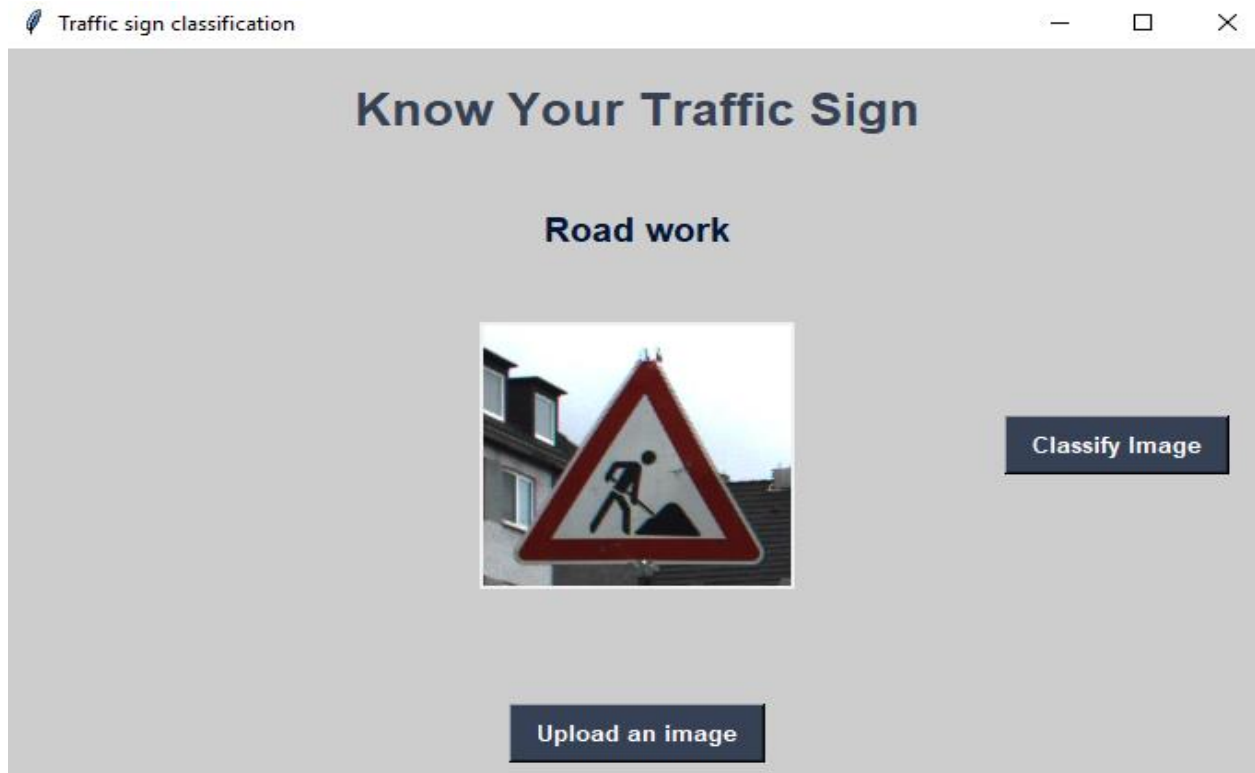 Traffic sign classification
Know Your Traffic Sign
Road work
Classify Image
Upload an image